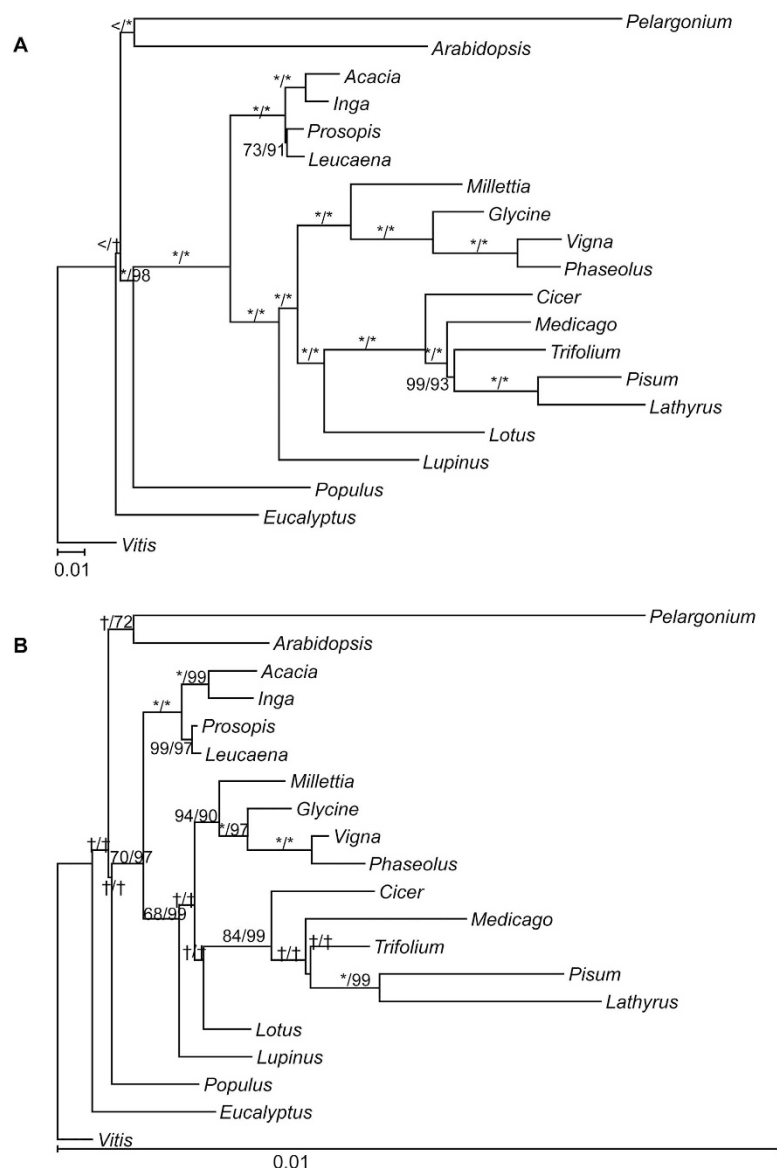 </*
Pelargonium
A
Arabidopsis
*/*
Acacia
*/*
Inga
Prosopis
73/91
Leucaena
Millettia
*/*
Glycine
</†
*/*
*/*
Vigna
*/*
*/98
Phaseolus
*/*
Cicer
*/*
Medicago
*/*
*/*
*/*
Trifolium
99/93
*/*
Pisum
Lathyrus
Lotus
Lupinus
Populus
Eucalyptus
Vitis
0.01
†/72
Pelargonium
B
Arabidopsis
*/99
Acacia
*/*
Inga
Prosopis
99/97
Leucaena
Millettia
94/90
Glycine
†/†
*/97
Vigna
*/*
70/97
Phaseolus
†/†
Cicer
†/†
68/99
Medicago
84/99
†/†
†/†
†/†
Trifolium
*/99
Pisum
Lathyrus
Lotus
Lupinus
Populus
Eucalyptus
Vitis
0.01